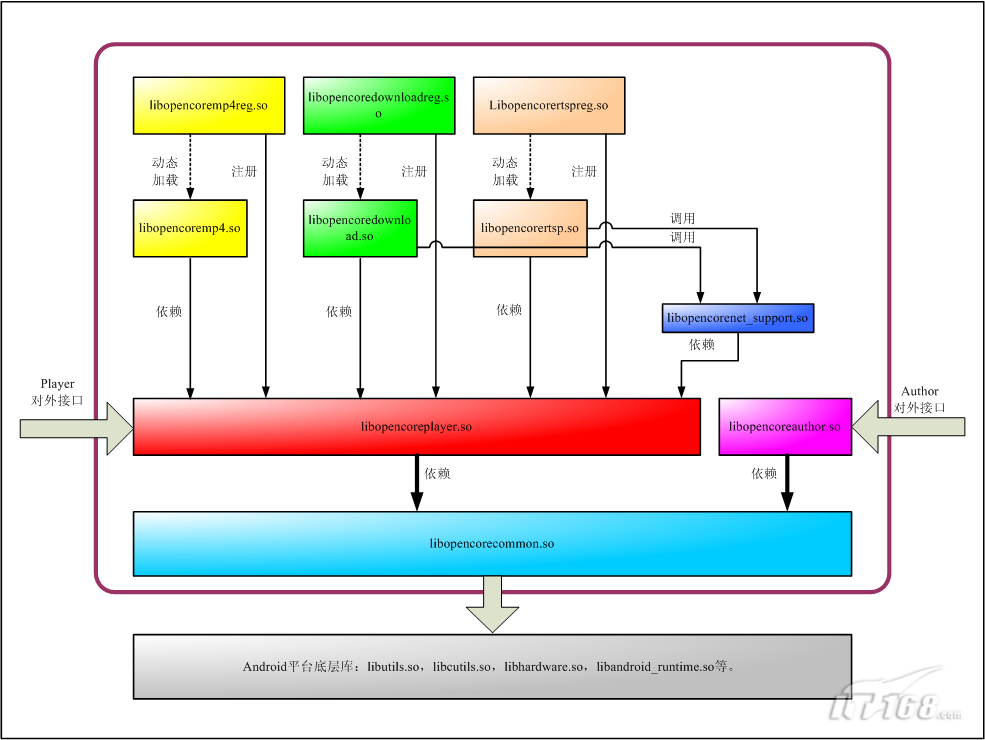 libopencoremp4reg.so
libopencoredownloadreg.s
o
Libopencorertspreg.so
动态
加载
注册
动态
加载
注册
动态
加载
注册
libopencoremp4.so
libopencoredownlo
ad.so
libopencorertsp.so
调用
调用
依赖
依赖
依赖
libopencorenet_support.so
依赖
Player
对外接口
libopencoreplayer.so
libopencoreauthor.so
Author
对外接口
依赖
依赖
libopencorecommon.so
Android平台底层库：libutils.so，libcutils.so，libhardware.so，libandroid_runtime.so等。
IT168.com